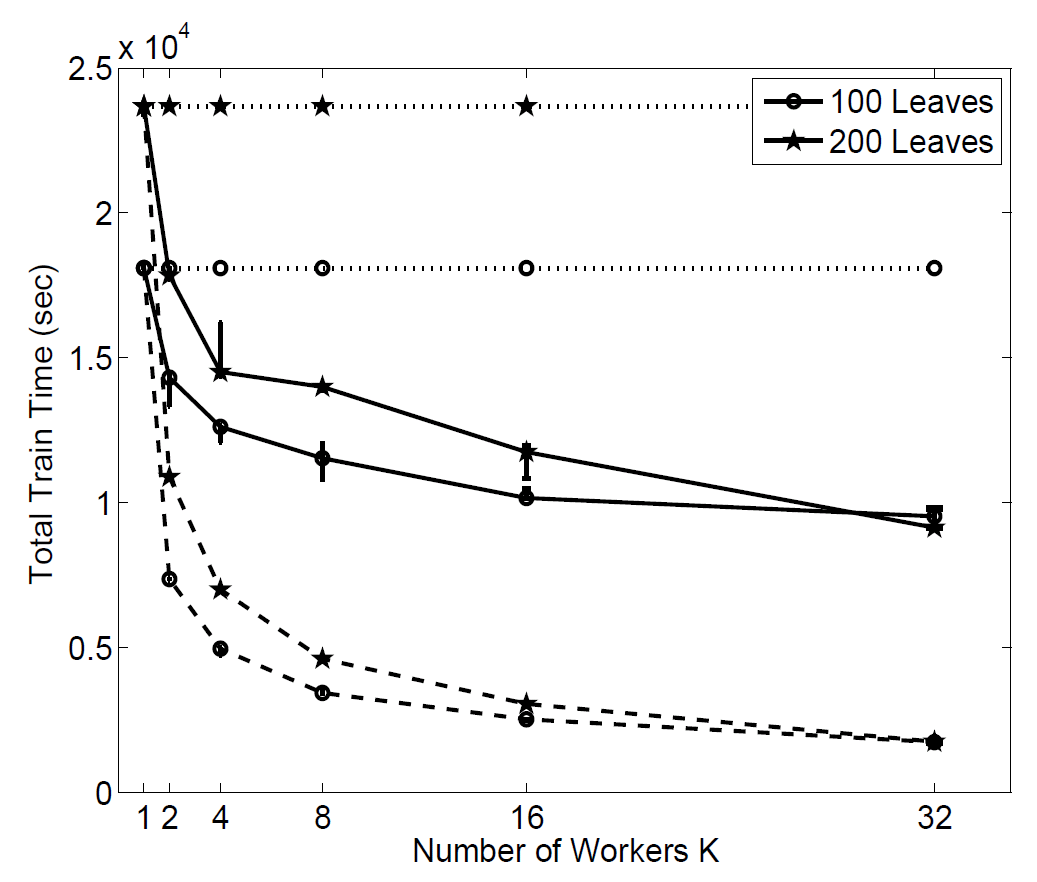 x 10^4
2.5
2
1.5
1
0.5
0
100 Leaves
200 Leaves
Total Train Time (sec)
1 2 4 8 16 32
Number of Workers K